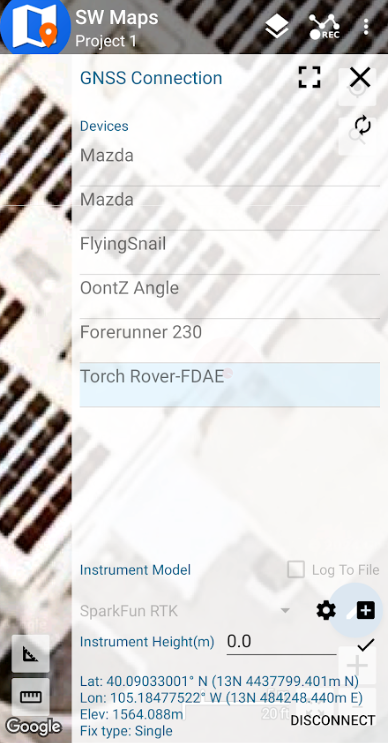 SW Maps
Project 1
REC
GNSS Connection
Devices
Mazda
Mazda
FlyingSnail
OontZ Angle
Forerunner 230
Torch Rover-FDAE
Instrument Model
Log To File
SparkFun RTK
Instrument Height(m) 0.0
Lat: 40.09033001° N (13N 4437799.401m N)
Lon: 105.18477522° W (13N 484248.440m E)
Elev: 1564.088m
20 ft
Fix type: Single
DISCONNECT
Google